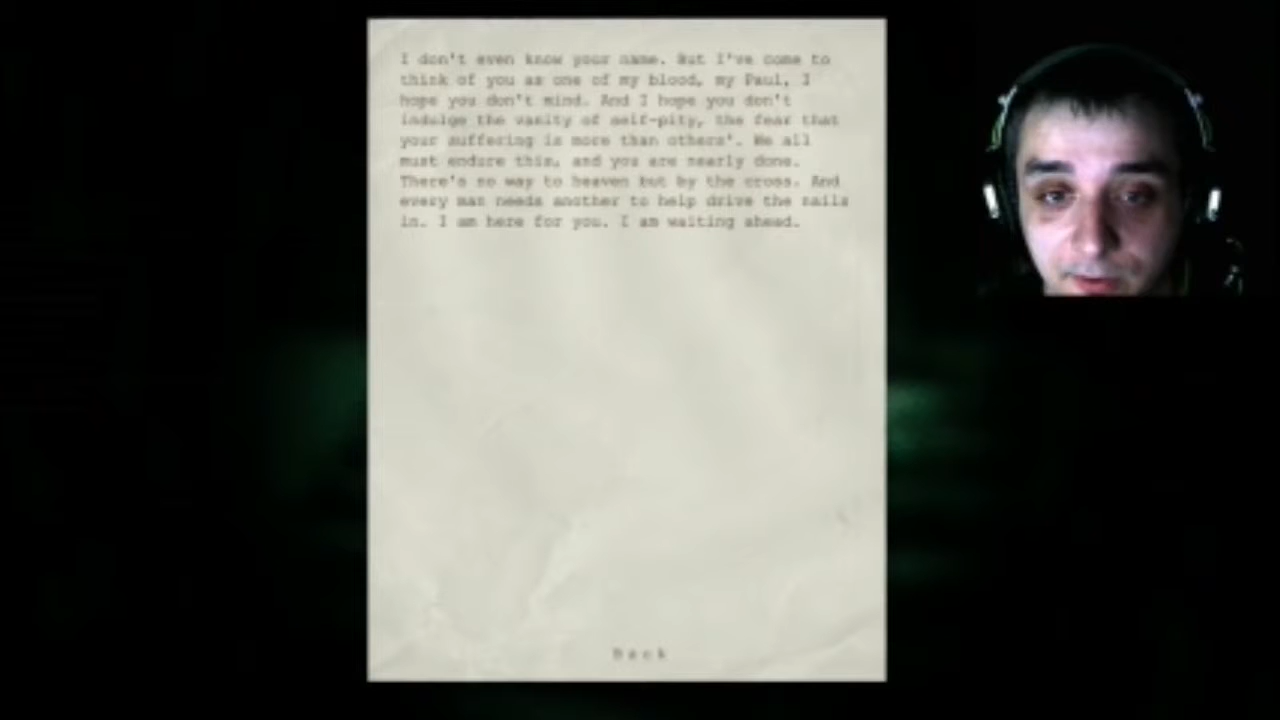 I don't even know your name. But I've come to
think of you as one of my blood, my Paul, I
hope you don't mind. And I hope you don't
indulge the vanity of self-pity, the fear that
your suffering is more than others'. We all
must endure this, and you are nearly done.
There's no way to heaven but by the cross. And
every man needs another to help drive the nails
in. I am here for you. I am waiting ahead.
Back